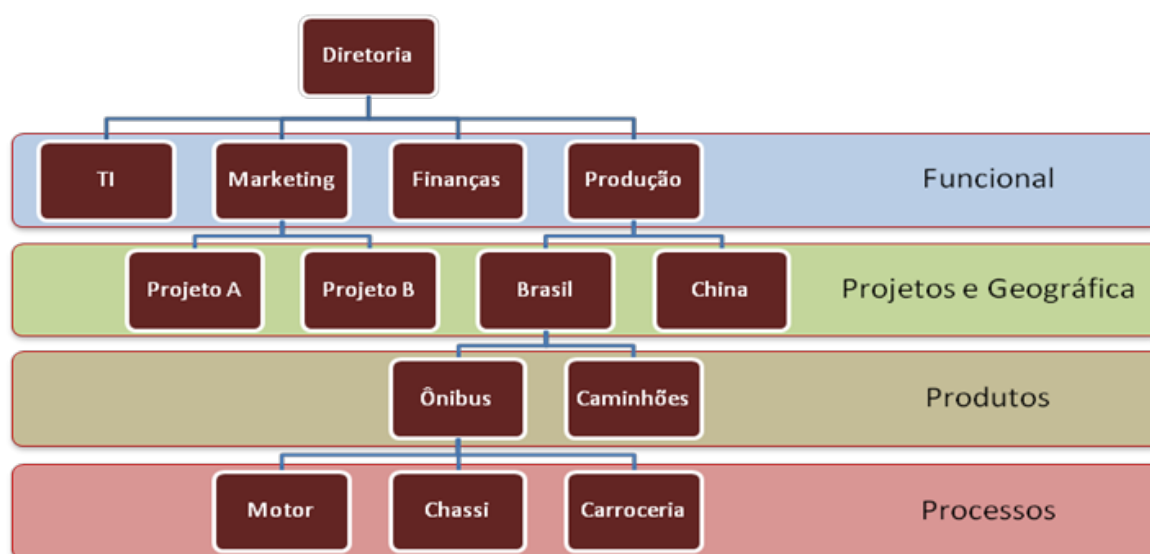 Diretoria
TI
Marketing
Finanças
Produção
Funcional
Projeto A
Projeto B
Brasil
China
Projetos e Geográfica
Ônibus
Caminhões
Produtos
Motor
Chassi
Carroceria
Processos